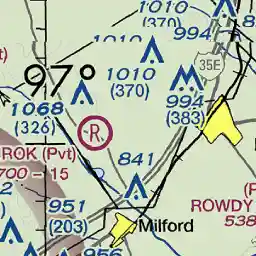 1010
(370)
994
35E
97°
1010
(370)
1068
(326)
994
(383)
R
ROK (Pvt)
700 - 15
841
(P
ROWDY
538
951
(203)
Milford
956